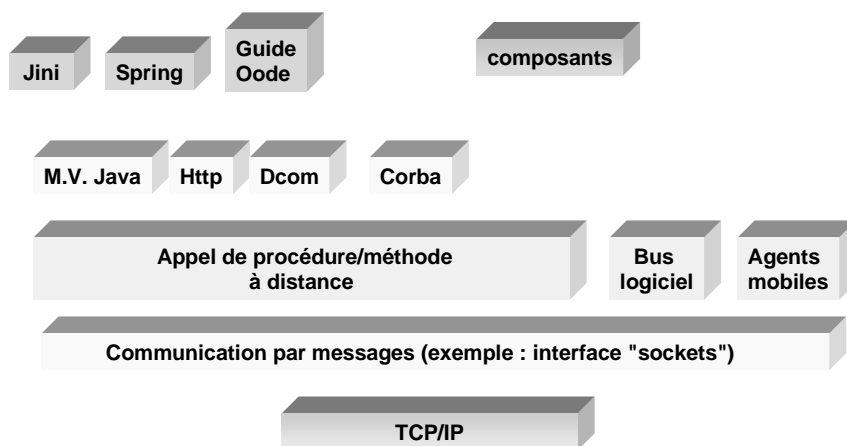 Jini
Spring
Guide
Oode
composants
M.V. Java
Http
Dcom
Corba
Appel de procédure/méthode
à distance
Bus
logiciel
Agents
mobiles
Communication par messages (exemple : interface "sockets")
TCP/IP